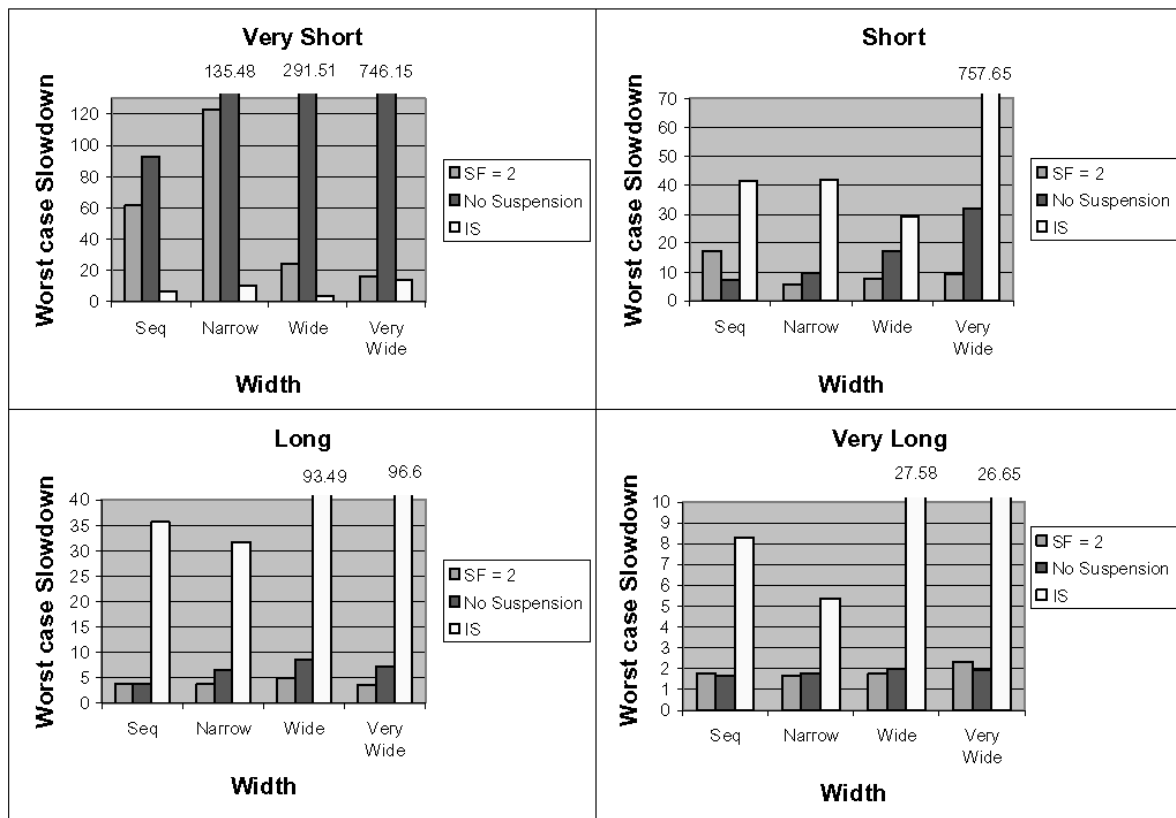 Very Short
135.48 291.51 746.15
Worst case Slowdown
120
100
80
60
40
20
0
Seq Narrow Wide Very Wide
Width
SF = 2
No Suspension
IS
Short
757.65
Worst case Slowdown
70
60
50
40
30
20
10
0
Seq Narrow Wide Very Wide
Width
SF = 2
No Suspension
IS
Long
93.49 96.6
Worst case Slowdown
40
35
30
25
20
15
10
5
0
Seq Narrow Wide Very Wide
Width
SF = 2
No Suspension
IS
Very Long
27.58 26.65
Worst case Slowdown
10
9
8
7
6
5
4
3
2
1
0
Seq Narrow Wide Very Wide
Width
SF = 2
No Suspension
IS